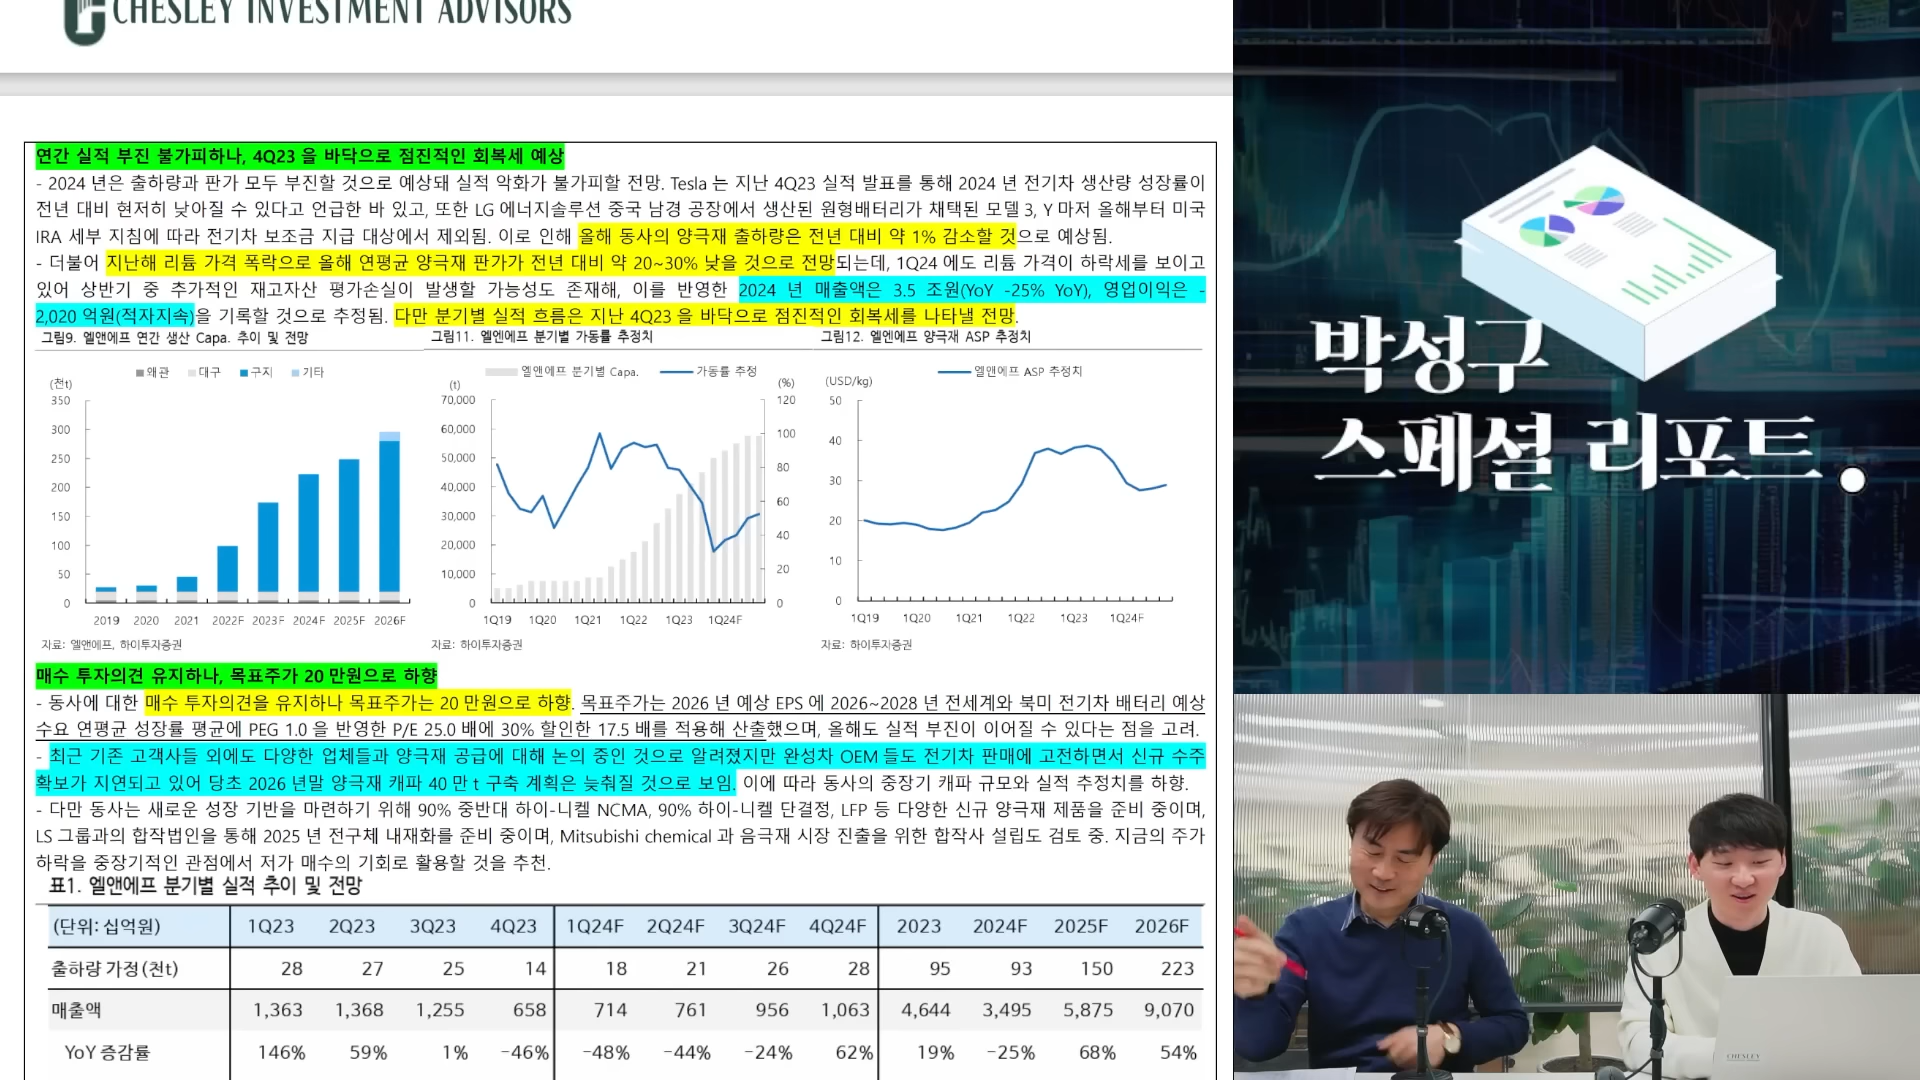 CHESLEY INVESTMENT ADVISORS
연간 실적 부진 불가피하나, 4Q23 을 바닥으로 점진적인 회복세 예상
- 2024 년은 출하량과 판가 모두 부진할 것으로 예상돼 실적 악화가 불가피할 전망. Tesla 는 지난 4Q23 실적 발표를 통해 2024 년 전기차 생산량 성장률이
전년 대비 현저히 낮아질 수 있다고 언급한 바 있고, 또한 LG 에너지솔루션 중국 남경 공장에서 생산된 원형배터리가 채택된 모델 3, Y 마저 올해부터 미국
IRA 세부 지침에 따라 전기차 보조금 지급 대상에서 제외됨. 이로 인해 올해 동사의 양극재 출하량은 전년 대비 약 1% 감소할 것으로 예상됨.
- 더불어 지난해 리튬 가격 폭락으로 올해 연평균 양극재 판가가 전년 대비 약 20~30% 낮을 것으로 전망되는데, 1Q24 에도 리튬 가격이 하락세를 보이고
있어 상반기 중 추가적인 재고자산 평가손실이 발생할 가능성도 존재해, 이를 반영한 2024 년 매출액은 3.5 조원(YoY -25% YoY), 영업이익은 -
2,020 억원(적자지속)을 기록할 것으로 추정됨. 다만 분기별 실적 흐름은 지난 4Q23 을 바닥으로 점진적인 회복세를 나타낼 전망.
그림9. 엘앤에프 연간 생산 Capa. 추이 및 전망
왜관 대구 구지 기타
(천t)
350
300
250
200
150
100
50
0
2019 2020 2021 2022F 2023F 2024F 2025F 2026F
자료: 엘앤에프, 하이투자증권
그림11. 엘엔에프 분기별 가동률 추정치
엘앤에프 분기별 Capa. 가동률 추정
(t) (%)
70,000 120
60,000 100
50,000 80
40,000 60
30,000 40
20,000 20
10,000 0
0
1Q19 1Q20 1Q21 1Q22 1Q23 1Q24F
자료: 하이투자증권
그림12. 엘엔에프 양극재 ASP 추정치
엘앤에프 ASP 추정치
(USD/kg)
50
40
30
20
10
0
1Q19 1Q20 1Q21 1Q22 1Q23 1Q24F
자료: 하이투자증권
매수 투자의견 유지하나, 목표주가 20 만원으로 하향
- 동사에 대한 매수 투자의견을 유지하나 목표주가는 20 만원으로 하향. 목표주가는 2026 년 예상 EPS 에 2026~2028 년 전세계와 북미 전기차 배터리 예상
수요 연평균 성장률 평균에 PEG 1.0 을 반영한 P/E 25.0 배에 30% 할인한 17.5 배를 적용해 산출했으며, 올해도 실적 부진이 이어질 수 있다는 점을 고려.
- 최근 기존 고객사들 외에도 다양한 업체들과 양극재 공급에 대해 논의 중인 것으로 알려졌지만 완성차 OEM 들도 전기차 판매에 고전하면서 신규 수주
확보가 지연되고 있어 당초 2026 년말 양극재 캐파 40 만 t 구축 계획은 늦춰질 것으로 보임. 이에 따라 동사의 중장기 캐파 규모와 실적 추정치를 하향.
- 다만 동사는 새로운 성장 기반을 마련하기 위해 90% 중반대 하이-니켈 NCMA, 90% 하이-니켈 단결정, LFP 등 다양한 신규 양극재 제품을 준비 중이며,
LS 그룹과의 합작법인을 통해 2025 년 전구체 내재화를 준비 중이며, Mitsubishi chemical 과 음극재 시장 진출을 위한 합작사 설립도 검토 중. 지금의 주가
하락을 중장기적인 관점에서 저가 매수의 기회로 활용할 것을 추천.
표1. 엘앤에프 분기별 실적 추이 및 전망
(단위: 십억원) 1Q23 2Q23 3Q23 4Q23 1Q24F 2Q24F 3Q24F 4Q24F 2023 2024F 2025F 2026F
출하량 가정(천t) 28 27 25 14 18 21 26 28 95 93 150 223
매출액 1,363 1,368 1,255 658 714 761 956 1,063 4,644 3,495 5,875 9,070
YoY 증감률 146% 59% 1% -46% -48% -44% -24% 62% 19% -25% 68% 54%
박성구
스페셜 리포트
CHESLEY